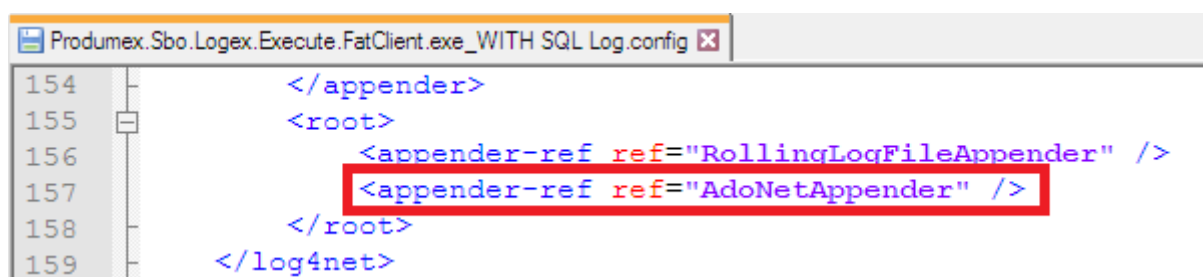 Produmex.Sbo.Logex.Execute.FatClient.exe_WITH SQL Log.config
154 </appender>
155 <root>
156 <appender-ref ref="RollingLogFileAppender" />
157 <appender-ref ref="AdoNetAppender" />
158 </root>
159 </log4net>